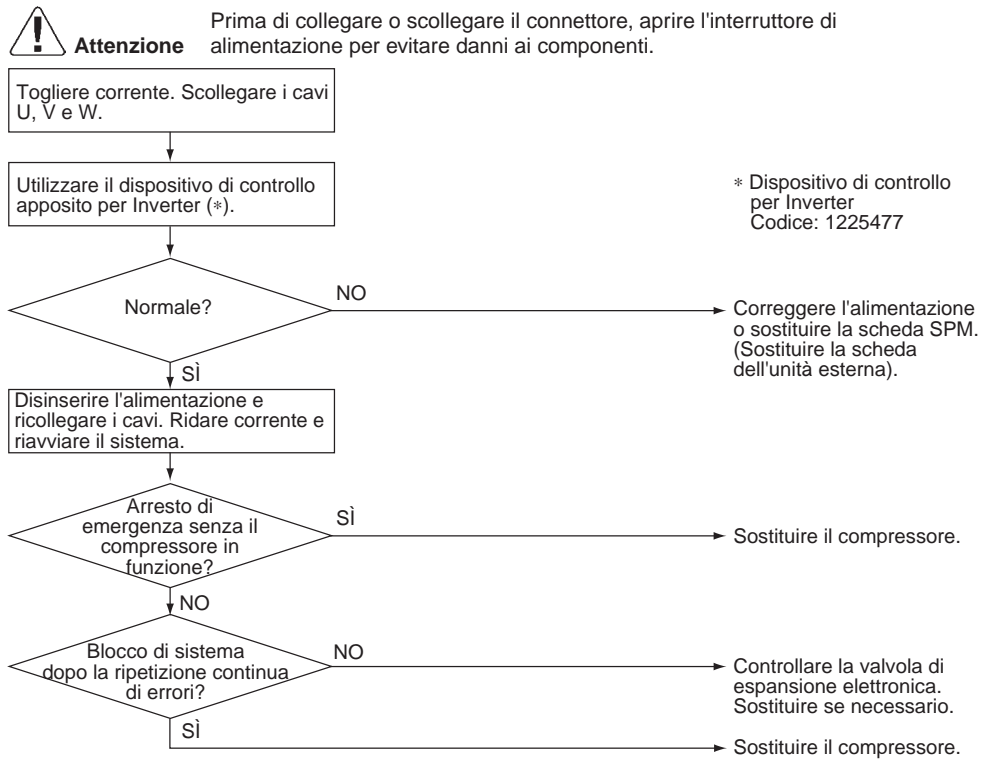 Attenzione
Prima di collegare o scollegare il connettore, aprire l'interruttore di
alimentazione per evitare danni ai componenti.
Togliere corrente. Scollegare i cavi
U, V e W.
Utilizzare il dispositivo di controllo
apposito per Inverter (*).
* Dispositivo di controllo
per Inverter
Codice: 1225477
Normale?
NO
Correggere l'alimentazione
o sostituire la scheda SPM.
(Sostituire la scheda
dell'unità esterna).
SÌ
Disinserire l'alimentazione e
ricollegare i cavi. Ridare corrente e
riavviare il sistema.
Arresto di
emergenza senza il
compressore in
funzione?
SÌ
Sostituire il compressore.
NO
Blocco di sistema
dopo la ripetizione continua
di errori?
NO
Controllare la valvola di
espansione elettronica.
Sostituire se necessario.
SÌ
Sostituire il compressore.